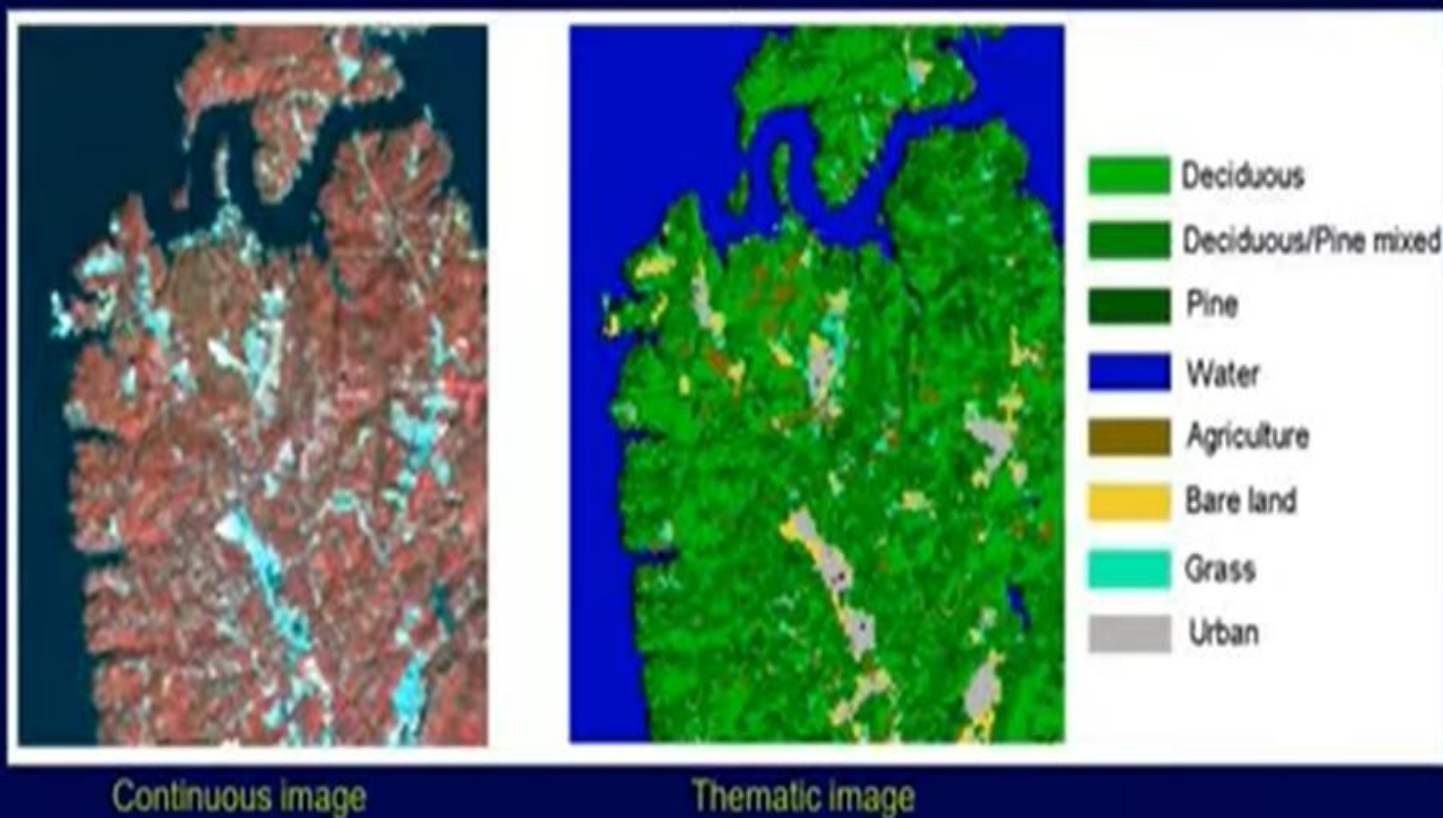 Deciduous
Deciduous/Pine mixed
Pine
Water
Agriculture
Bare land
Grass
Urban
Continuous image
Thematic image